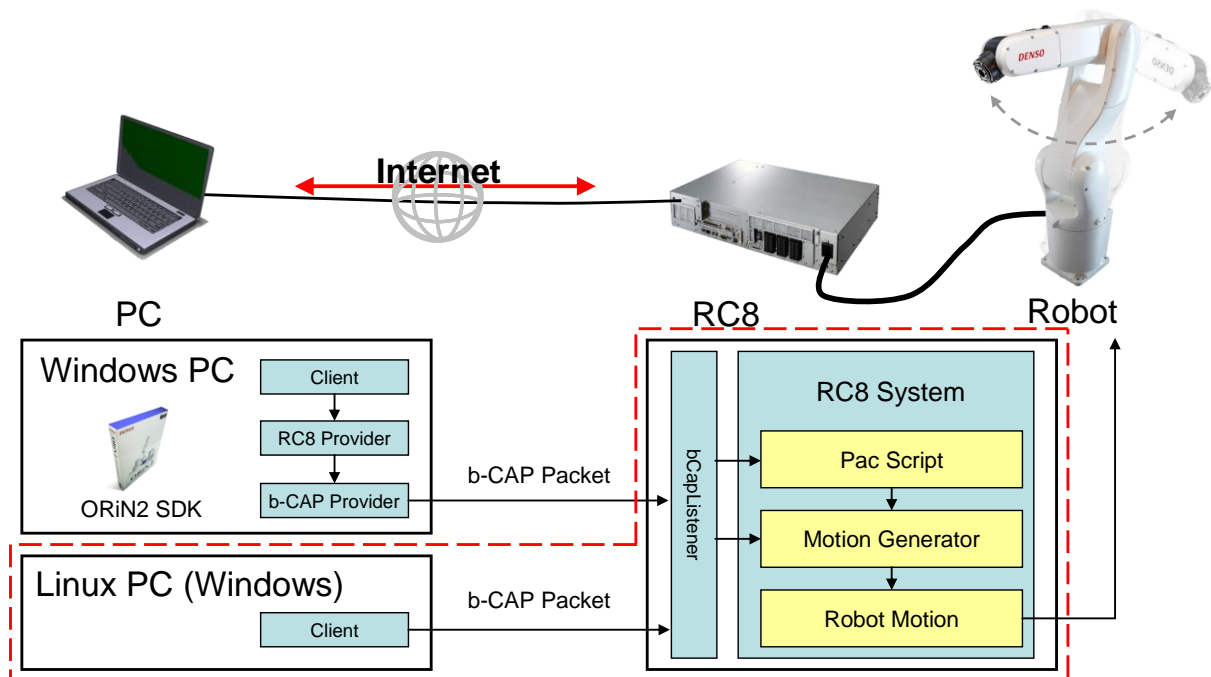 DENSO
DENSO
Internet
PC
RC8
Robot
Windows PC
Client
RC8 Provider
b-CAP Provider
ORiN2 SDK
b-CAP Packet
bCapListener
RC8 System
Pac Script
Motion Generator
Robot Motion
Linux PC (Windows)
Client
b-CAP Packet